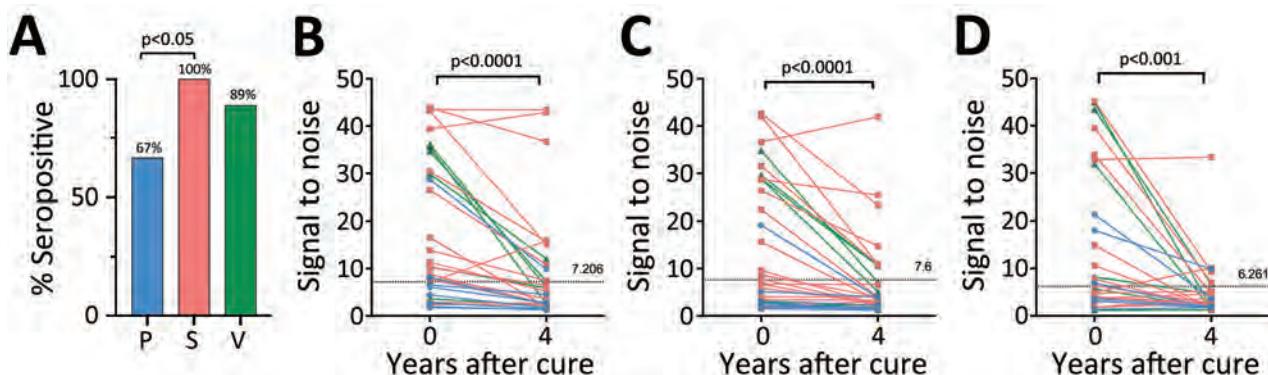 A
p<0.05
100
100%
89%
67%
50
0
% Seropositive
P S V
B
p<0.0001
50
40
30
20
10
0
Signal to noise
7.206
0 4
Years after cure
C
p<0.0001
50
40
30
20
10
0
Signal to noise
7.6
0 4
Years after cure
D
p<0.001
50
40
30
20
10
0
Signal to noise
6.261
0 4
Years after cure